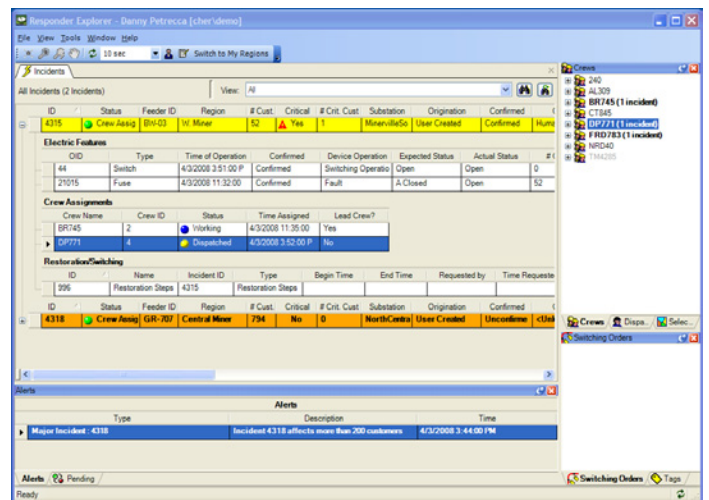 Responder Explorer - Danny Petrecca [cher\demo]
File View Tools Window Help
10 sec Switch to My Regions
Incidents
All Incidents (2 Incidents) View: All
ID Status Feeder ID Region # Cust. Critical # Crit. Cust Substation Origination Confirmed
4315 Crew Assig BW-03 W. Miner 52 Yes 1 MinervilleSo User Created Confirmed Huma
Electric Features
OID Type Time of Operation Confirmed Device Operation Expected Status Actual Status # C
44 Switch 4/3/2008 3:51:00 P Confirmed Switching Operatio Open Open 0
21015 Fuse 4/3/2008 11:32:00 Confirmed Fault A Closed Open 52
Crew Assignments
Crew Name Crew ID Status Time Assigned Lead Crew?
BR745 2 Working 4/3/2008 11:35:00 Yes
DP771 4 Dispatched 4/3/2008 3:52:00 P No
Restoration/Switching
ID Name Incident ID Type Begin Time End Time Requested by Time Requeste
996 Restoration Steps 4315 Restoration Steps
ID Status Feeder ID Region # Cust. Critical # Crit. Cust Substation Origination Confirmed
4318 Crew Assig GR-707 Central Miner 794 No 0 NorthCentra User Created Unconfirme <Unk
Alerts
Alerts
Type Description Time
Major Incident : 4318 Incident 4318 affects more than 200 customers 4/3/2008 3:44:00 PM
Alerts Pending
Ready
Crews
240
AL309
BR745 (1 incident)
CT845
DP771 (1 incident)
FRD783 (1 incident)
NRD40
TM4285
Crews Dispa.. Selec...
Switching Orders
Switching Orders Tags